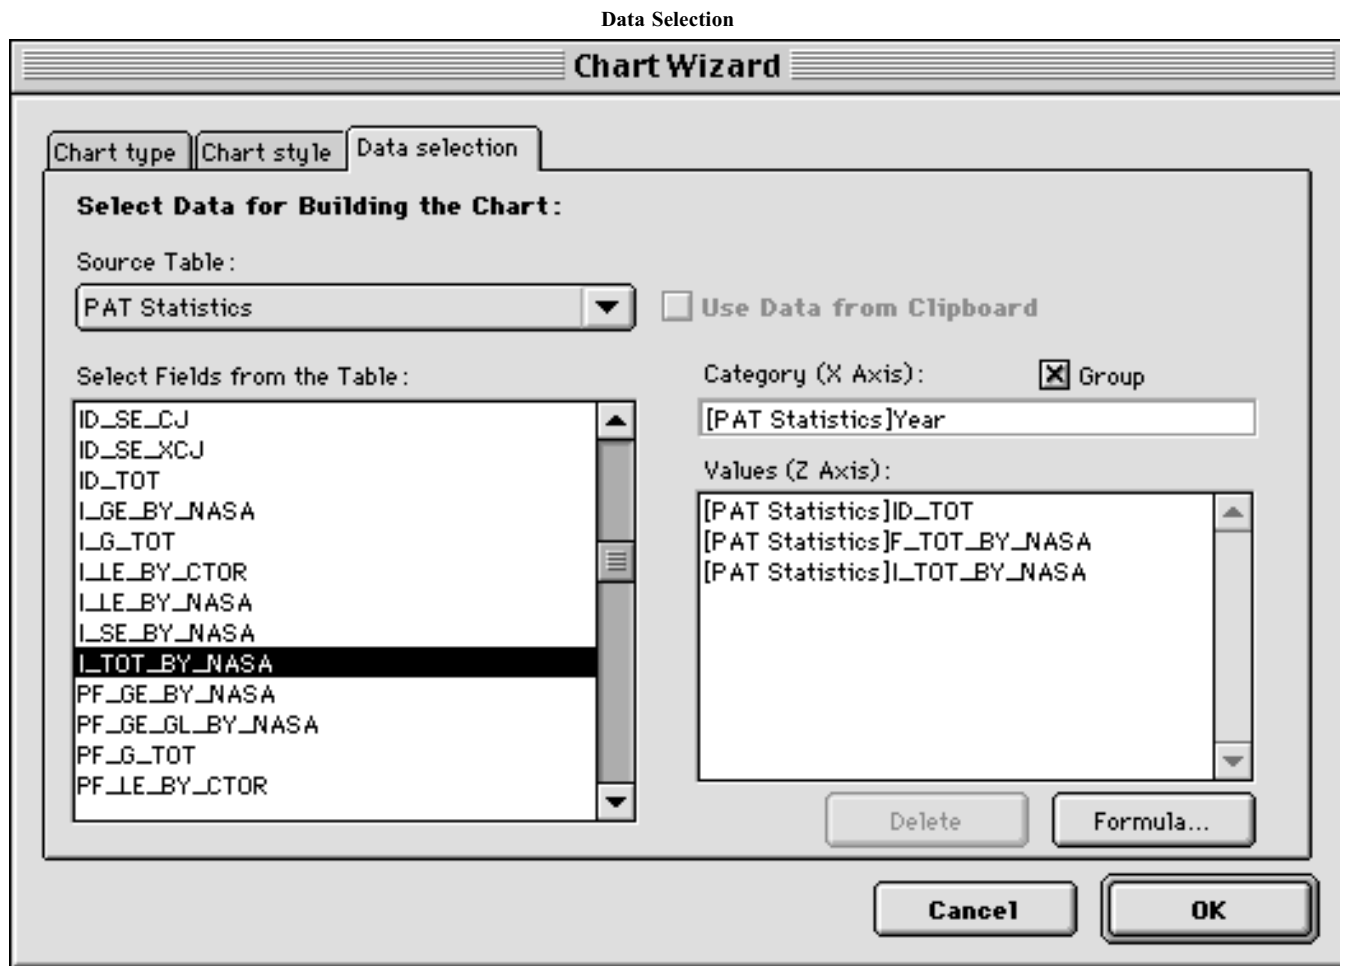 Data Selection
Chart Wizard
Chart type
Chart style
Data selection
Select Data for Building the Chart:
Source Table:
PAT Statistics
Use Data from Clipboard
Select Fields from the Table:
ID_SE_CJ
ID_SE_XCJ
ID_TOT
I_GE_BY_NASA
I_G_TOT
I_LE_BY_CTOR
I_LE_BY_NASA
I_SE_BY_NASA
I_TOT_BY_NASA
PF_GE_BY_NASA
PF_GE_GL_BY_NASA
PF_G_TOT
PF_LE_BY_CTOR
Category (X Axis):
Group
[PAT Statistics]Year
Values (Z Axis):
[PAT Statistics]ID_TOT
[PAT Statistics]F_TOT_BY_NASA
[PAT Statistics]I_TOT_BY_NASA
Delete
Formula...
Cancel
OK